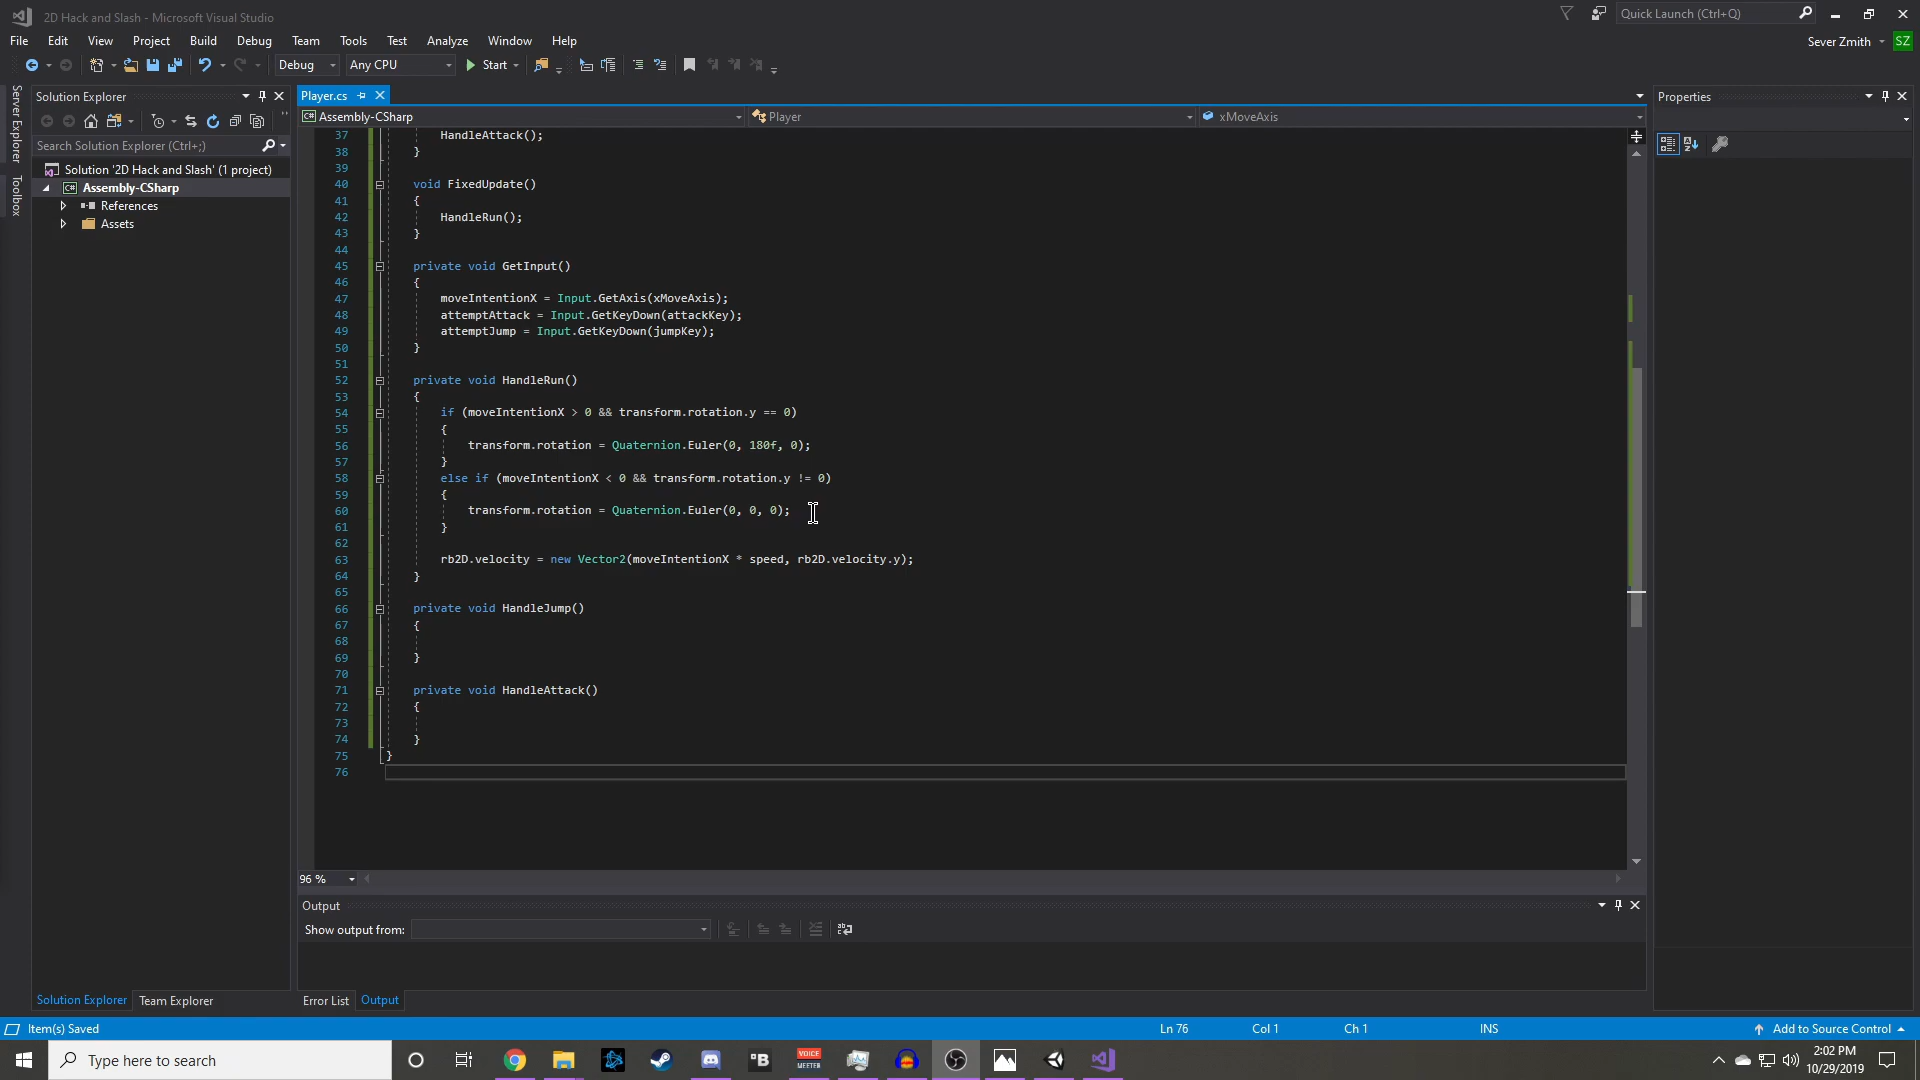 2D Hack and Slash - Microsoft Visual Studio
Quick Launch (Ctrl+Q)
File Edit View Project Build Debug Team Tools Test Analyze Window Help
Sever Zmith SZ
Debug Any CPU Start
Server Explorer
Toolbox
Solution Explorer
Search Solution Explorer (Ctrl+;)
Solution '2D Hack and Slash' (1 project)
C# Assembly-CSharp
References
Assets
Player.cs
C# Assembly-CSharp Player xMoveAxis
37 HandleAttack();
38 }
39
40 void FixedUpdate()
41 {
42 HandleRun();
43 }
44
45 private void GetInput()
46 {
47 moveIntentionX = Input.GetAxis(xMoveAxis);
48 attemptAttack = Input.GetKeyDown(attackKey);
49 attemptJump = Input.GetKeyDown(jumpKey);
50 }
51
52 private void HandleRun()
53 {
54 if (moveIntentionX > 0 && transform.rotation.y == 0)
55 {
56 transform.rotation = Quaternion.Euler(0, 180f, 0);
57 }
58 else if (moveIntentionX < 0 && transform.rotation.y != 0)
59 {
60 transform.rotation = Quaternion.Euler(0, 0, 0);
61 }
62
63 rb2D.velocity = new Vector2(moveIntentionX * speed, rb2D.velocity.y);
64 }
65
66 private void HandleJump()
67 {
68
69 }
70
71 private void HandleAttack()
72 {
73
74 }
75 }
76
96 %
Output
Show output from:
Properties
Solution Explorer Team Explorer
Error List Output
Item(s) Saved Ln 76 Col 1 Ch 1 INS Add to Source Control
Type here to search
B
VOICE
MEETER
2:02 PM
10/29/2019